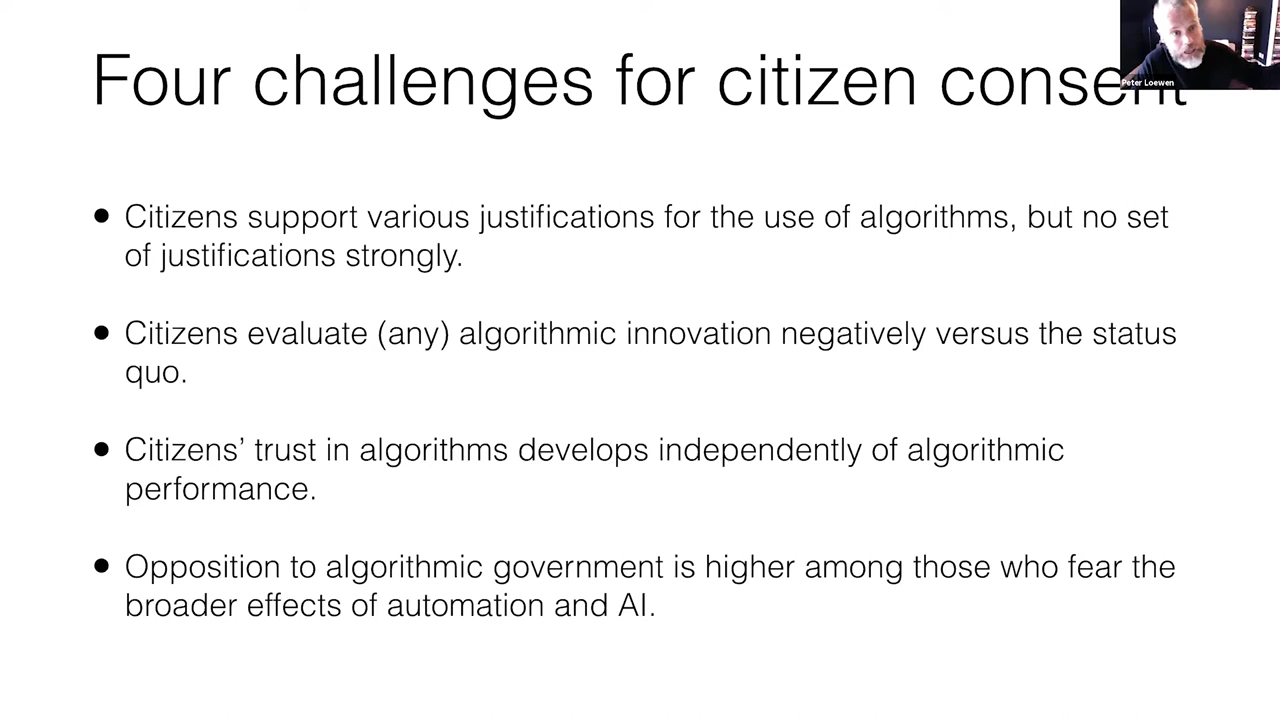 Four challenges for citizen consent
Peter Loewen
• Citizens support various justifications for the use of algorithms, but no set
of justifications strongly.
• Citizens evaluate (any) algorithmic innovation negatively versus the status
quo.
• Citizens’ trust in algorithms develops independently of algorithmic
performance.
• Opposition to algorithmic government is higher among those who fear the
broader effects of automation and AI.